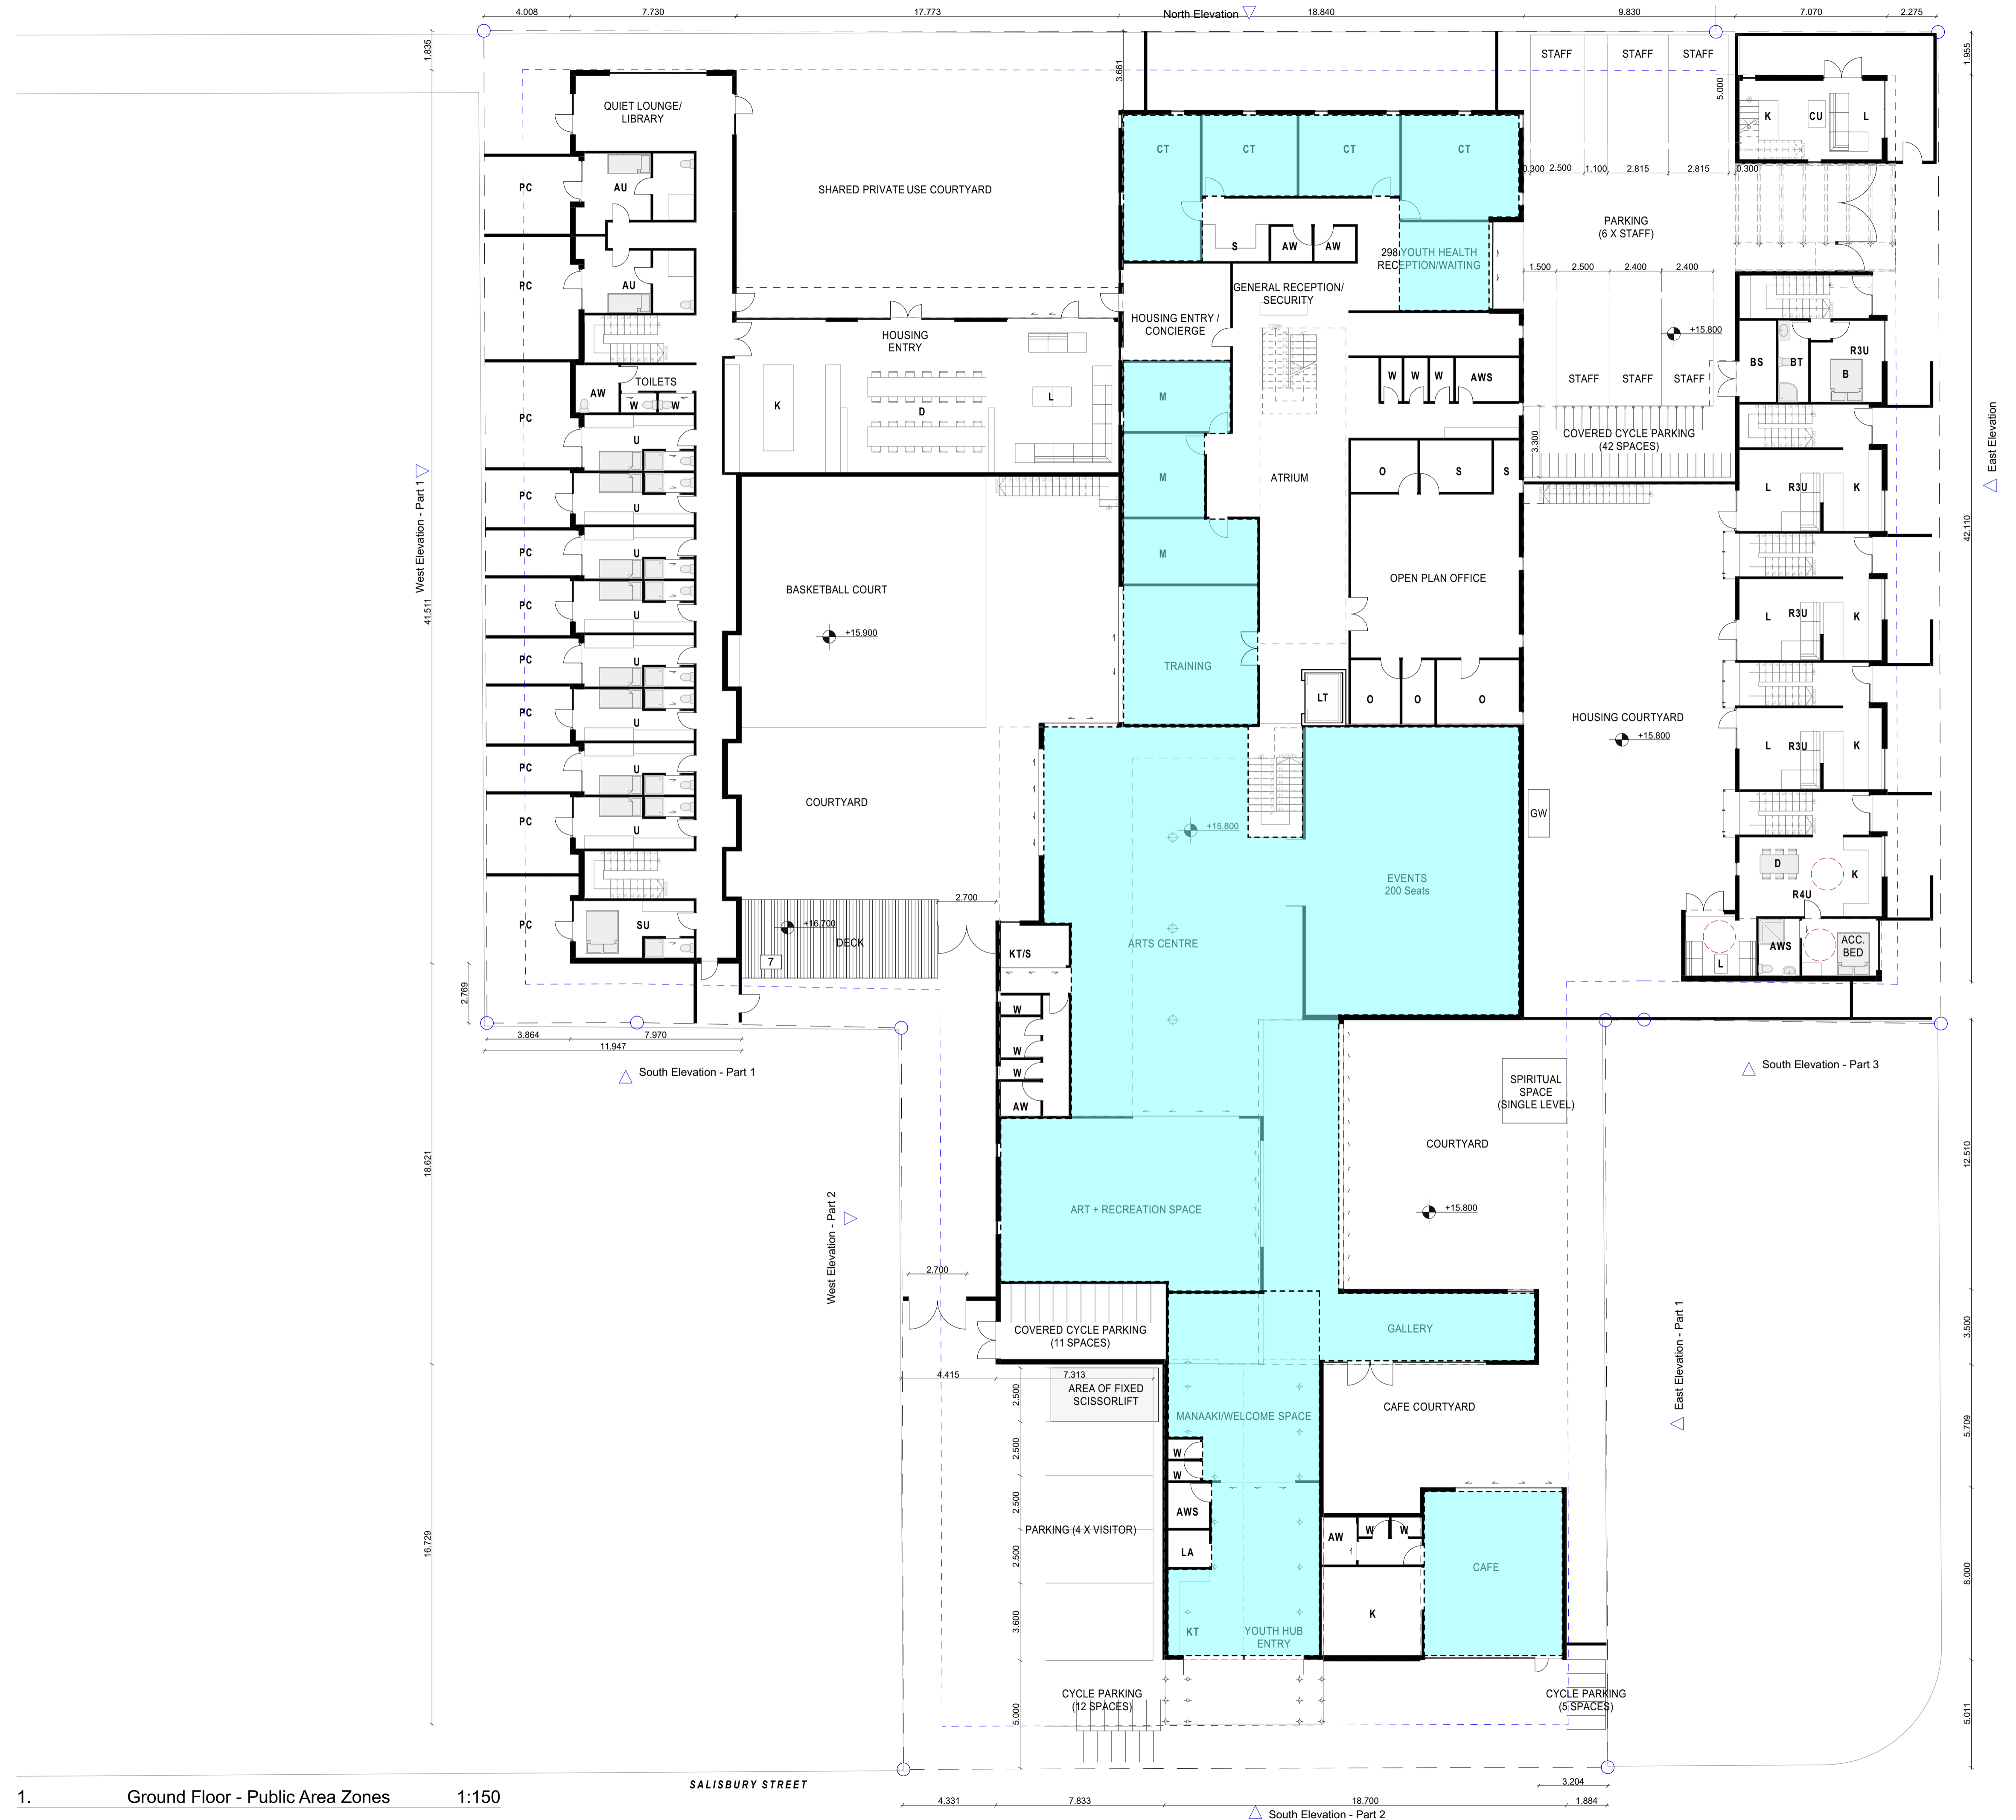 4.008
7.730
17.773
North Elevation
18.840
9.830
7.070
2.275
1.835
3.661
5.000
1.955
STAFF
STAFF
STAFF
QUIET LOUNGE/
LIBRARY
K
CU
L
CT
CT
CT
CT
0.300
2.500
1.100
2.815
2.815
0.300
PC
AU
SHARED PRIVATE USE COURTYARD
PARKING
(6 X STAFF)
S
AW
AW
298 YOUTH HEALTH
RECEPTION/WAITING
1.500
2.500
2.400
2.400
PC
AU
GENERAL RECEPTION/
SECURITY
HOUSING ENTRY /
CONCIERGE
HOUSING
ENTRY
+15.800
BS
BT
R3U
B
TOILETS
AW
W
W
W
W
W
AWS
STAFF
STAFF
STAFF
K
D
L
M
PC
U
3.300
COVERED CYCLE PARKING
(42 SPACES)
East Elevation
O
S
S
West Elevation - Part 1
M
ATRIUM
L
R3U
K
PC
U
42.110
PC
U
M
OPEN PLAN OFFICE
BASKETBALL COURT
+15.900
41.511
PC
U
L
R3U
K
PC
U
TRAINING
LT
O
O
O
PC
U
HOUSING COURTYARD
+15.800
L
R3U
K
PC
U
COURTYARD
+15.800
GW
PC
U
D
K
R4U
EVENTS
200 Seats
2.700
PC
SU
+16.700
DECK
7
ARTS CENTRE
KT/S
AWS
ACC.
BED
L
2.769
W
W
W
AW
3.864
7.970
11.947
South Elevation - Part 1
South Elevation - Part 3
SPIRITUAL
SPACE
(SINGLE LEVEL)
COURTYARD
18.621
12.510
West Elevation - Part 2
ART + RECREATION SPACE
+15.800
2.700
COVERED CYCLE PARKING
(11 SPACES)
GALLERY
East Elevation - Part 1
3.500
4.415
7.313
AREA OF FIXED
SCISSORLIFT
2.500
CAFE COURTYARD
MANAAKI/WELCOME SPACE
5.709
2.500
W
W
2.500
AWS
PARKING (4 X VISITOR)
AW
W
W
16.729
2.500
LA
CAFE
8.000
3.600
K
KT
YOUTH HUB
ENTRY
CYCLE PARKING
(12 SPACES)
CYCLE PARKING
(5 SPACES)
5.000
5.011
SALISBURY STREET
3.204
1. Ground Floor - Public Area Zones 1:150
4.331
7.833
18.700
1.884
South Elevation - Part 2